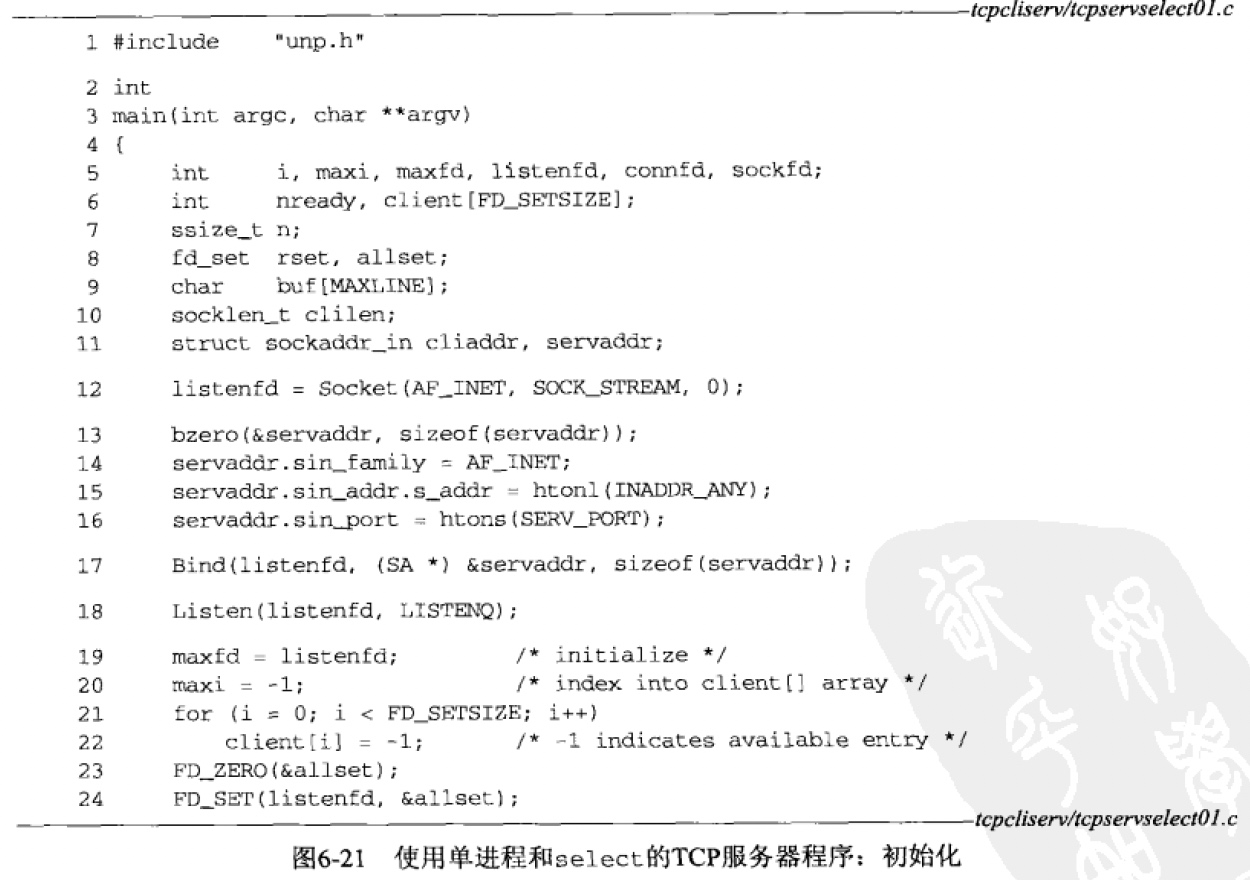 tcpcliserv/tcpservselect01.c
1 #include    "unp.h"
2 int
3 main(int argc, char **argv)
4 {
5     int     i, maxi, maxfd, listenfd, connfd, sockfd;
6     int     nready, client[FD_SETSIZE];
7     ssize_t n;
8     fd_set  rset, allset;
9     char    buf[MAXLINE];
10     socklen_t clilen;
11     struct sockaddr_in cliaddr, servaddr;
12     listenfd = Socket(AF_INET, SOCK_STREAM, 0);
13     bzero(&servaddr, sizeof(servaddr));
14     servaddr.sin_family = AF_INET;
15     servaddr.sin_addr.s_addr = htonl(INADDR_ANY);
16     servaddr.sin_port = htons(SERV_PORT);
17     Bind(listenfd, (SA *) &servaddr, sizeof(servaddr));
18     Listen(listenfd, LISTENQ);
19     maxfd = listenfd;           /* initialize */
20     maxi = -1;                  /* index into client[] array */
21     for (i = 0; i < FD_SETSIZE; i++)
22         client[i] = -1;         /* -1 indicates available entry */
23     FD_ZERO(&allset);
24     FD_SET(listenfd, &allset);
tcpcliserv/tcpservselect01.c
图6-21 使用单进程和select的TCP服务器程序：初始化